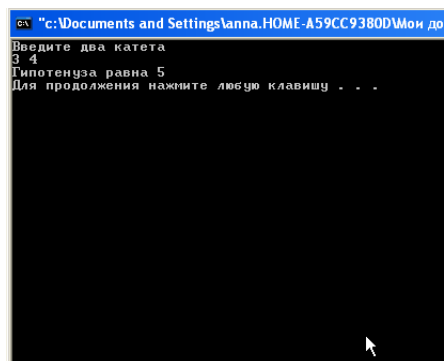 "c:\Documents and Settings\anna.HOME-A59CC9380D\Мои до
Введите два катета
3 4
Гипотенуза равна 5
Для продолжения нажмите любую клавишу . . .